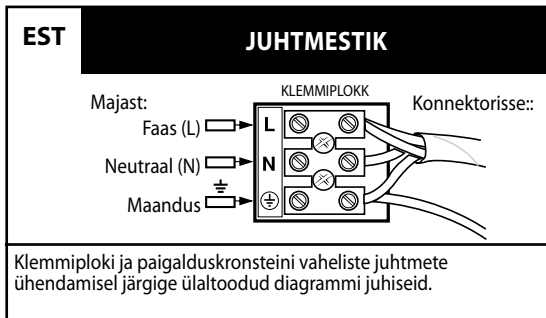 EST
JUHTMESTIK
KLEMMIPLOKK
Majast:
Konnektorisse::
Faas (L)
L
Neutraal (N)
N
Maandus
Klemmiploki ja paigalduskronsteini vaheliste juhtmete
ühendamisel järgige ülaltoodud diagrammi juhiseid.